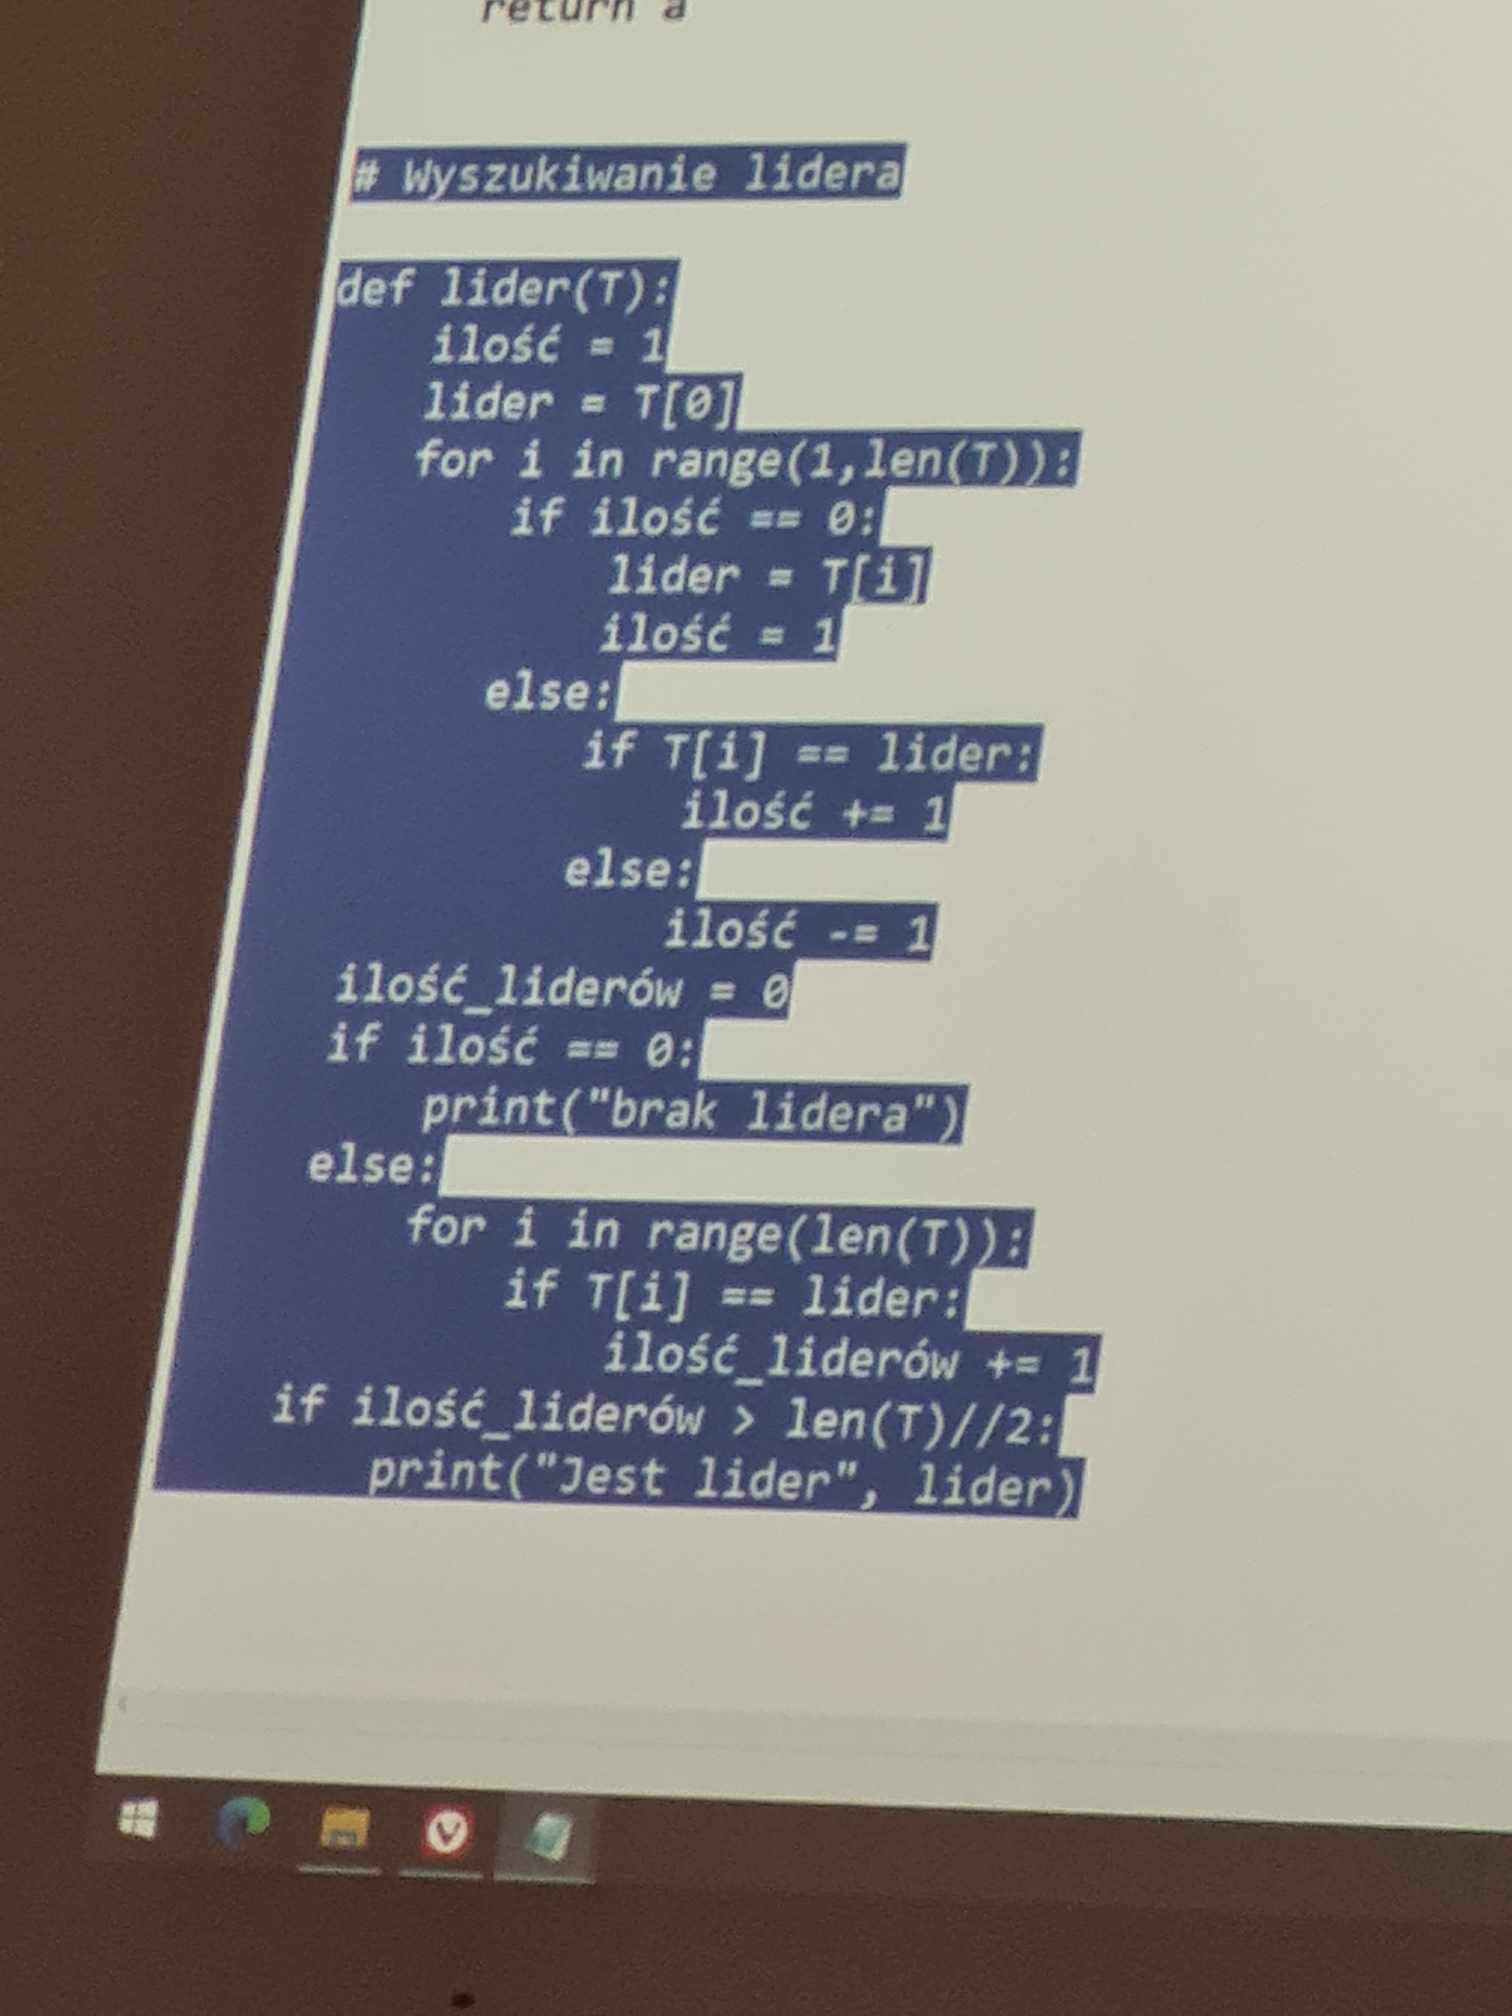 return a
# Wyszukiwanie lidera
def lider(T):
    ilość = 1
    lider = T[0]
    for i in range(1,len(T)):
        if ilość == 0:
            lider = T[i]
            ilość = 1
        else:
            if T[i] == lider:
                ilość += 1
            else:
                ilość -= 1
    ilość_liderów = 0
    if ilość == 0:
        print("brak lidera")
    else:
        for i in range(len(T)):
            if T[i] == lider:
                ilość_liderów += 1
    if ilość_liderów > len(T)//2:
        print("Jest lider", lider)